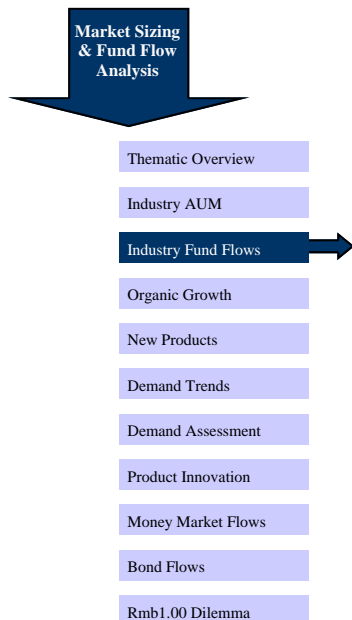 Market Sizing
& Fund Flow
Analysis
Thematic Overview
Industry AUM
Industry Fund Flows
Organic Growth
New Products
Demand Trends
Demand Assessment
Product Innovation
Money Market Flows
Bond Flows
Rmb1.00 Dilemma